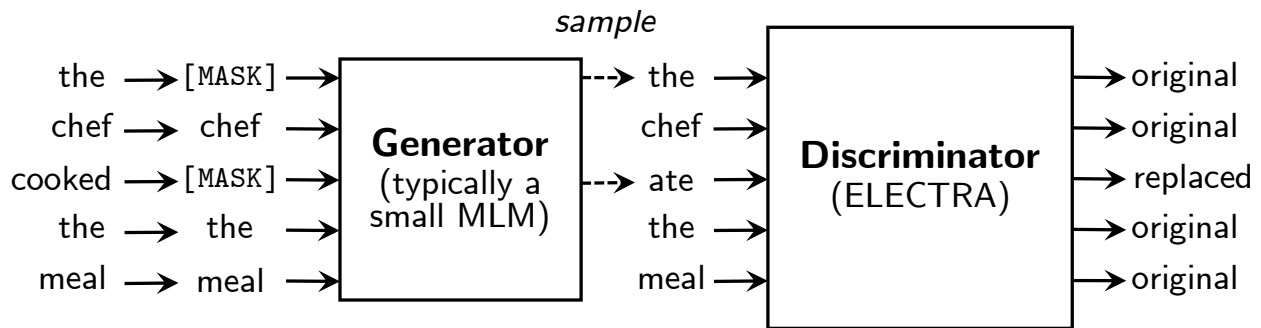 sample
the [MASK] the original
chef chef chef original
cooked [MASK] ate replaced
the the the original
meal meal meal original
Generator
(typically a
small MLM)
Discriminator
(ELECTRA)